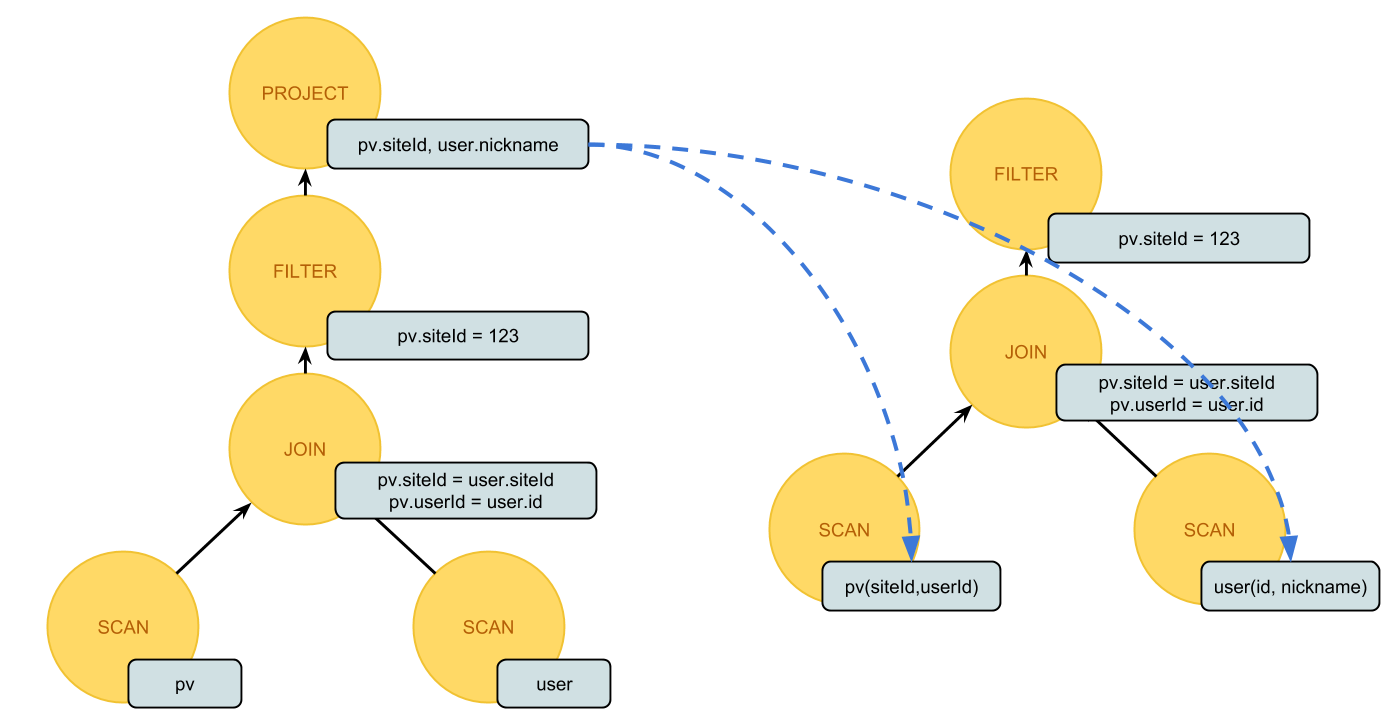 PROJECT
pv.siteId, user.nickname
FILTER
pv.siteId = 123
JOIN
pv.siteId = user.siteId
pv.userId = user.id
SCAN
pv
SCAN
user
FILTER
pv.siteId = 123
JOIN
pv.siteId = user.siteId
pv.userId = user.id
SCAN
pv(siteId,userId)
SCAN
user(id, nickname)